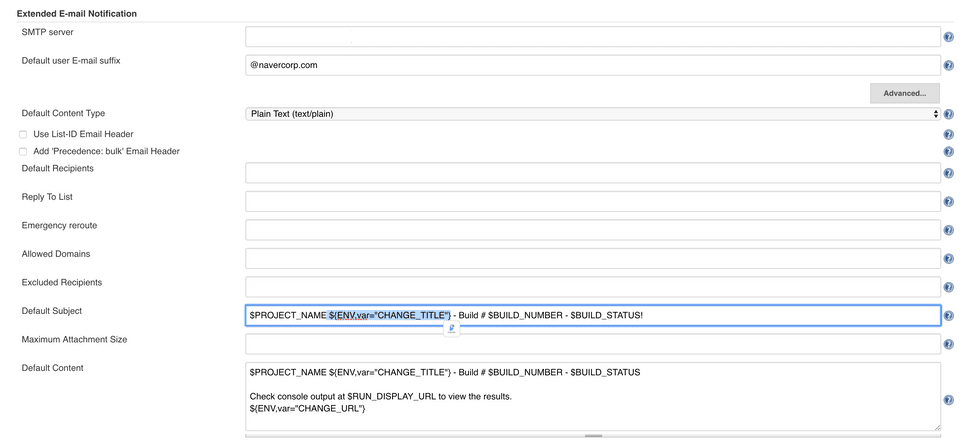 Extended E-mail Notification
SMTP server
Default user E-mail suffix
@navercorp.com
Advanced...
Default Content Type
Plain Text (text/plain)
Use List-ID Email Header
Add 'Precedence: bulk' Email Header
Default Recipients
Reply To List
Emergency reroute
Allowed Domains
Excluded Recipients
Default Subject
$PROJECT_NAME ${ENV,var="CHANGE_TITLE"} - Build # $BUILD_NUMBER - $BUILD_STATUS!
Maximum Attachment Size
Default Content
$PROJECT_NAME ${ENV,var="CHANGE_TITLE"} - Build # $BUILD_NUMBER - $BUILD_STATUS
Check console output at $RUN_DISPLAY_URL to view the results.
${ENV,var="CHANGE_URL"}